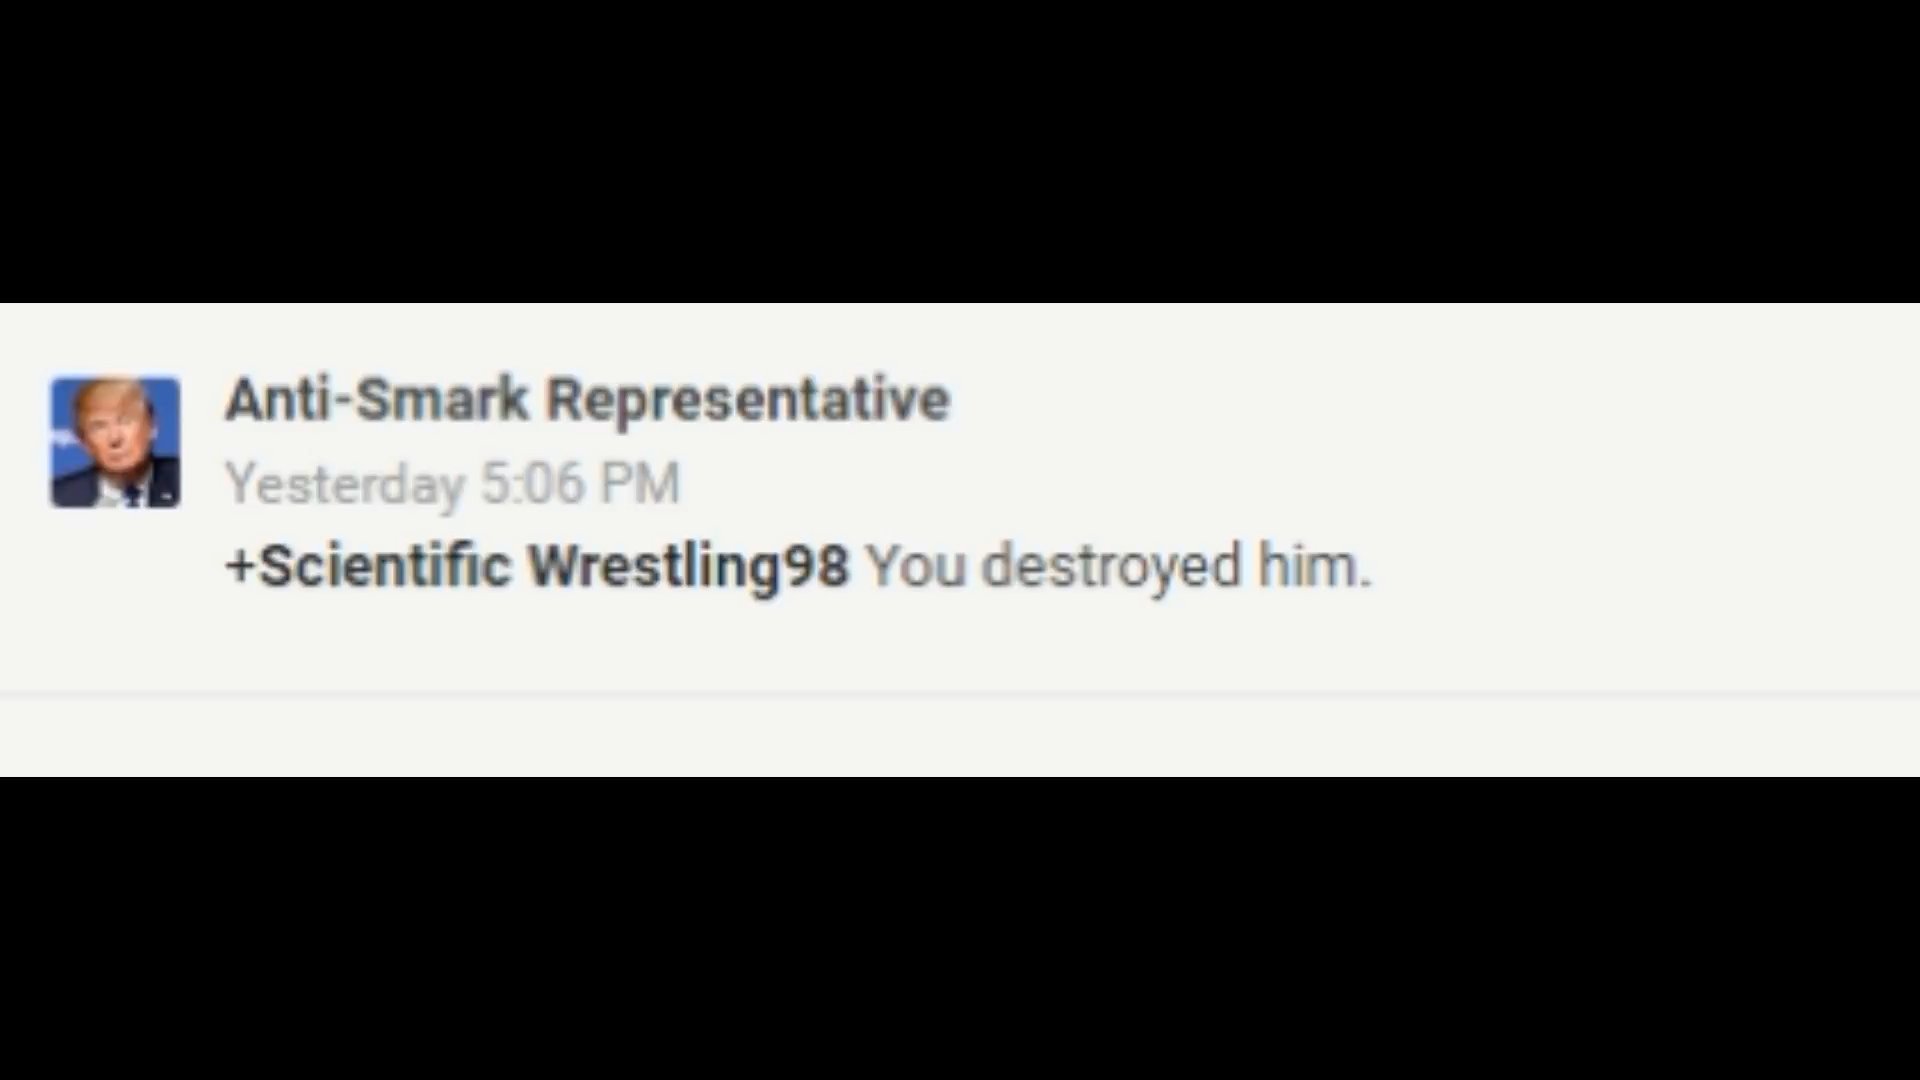 Anti-Smark Representative
Yesterday 5:06 PM
+Scientific Wrestling98 You destroyed him.